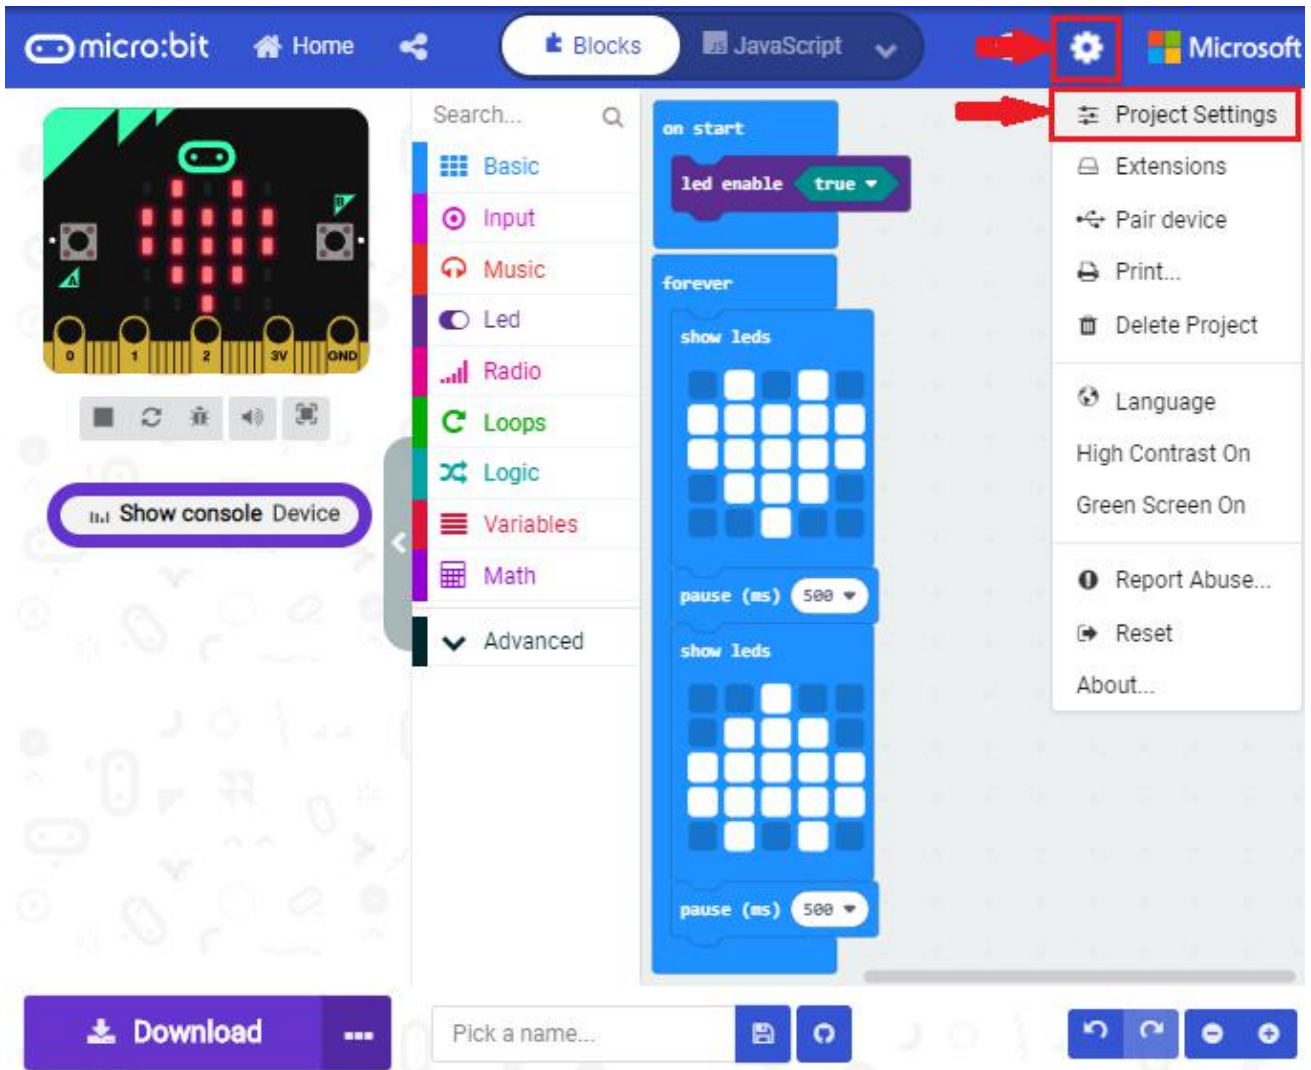 micro:bit Home Blocks JavaScript Microsoft
Search...
Basic
Input
Music
Led
Radio
Loops
Logic
Variables
Math
Advanced
A
B
0 1 2 3V GND
Show console Device
on start
led enable true
forever
show leds
pause (ms) 500
show leds
pause (ms) 500
Project Settings
Extensions
Pair device
Print...
Delete Project
Language
High Contrast On
Green Screen On
Report Abuse...
Reset
About...
Download ...
Pick a name...